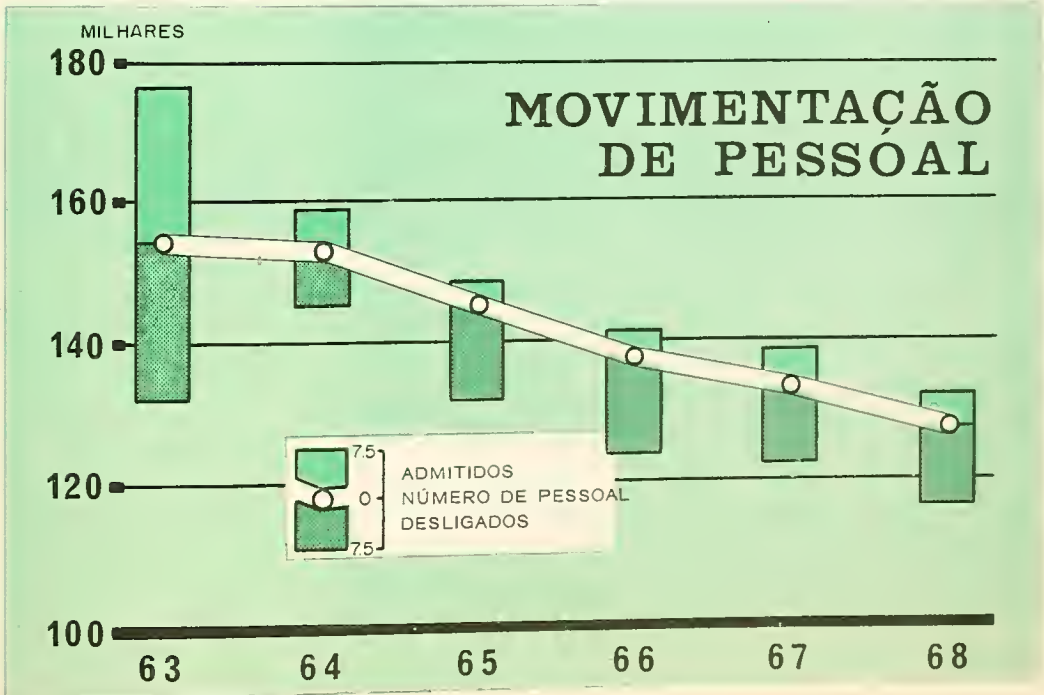 MILHARES
180
MOVIMENTAÇÃO
DE PESSÓAL
160
140
120
7.5
ADMITIDOS
0
NÚMERO DE PESSOAL
DESLIGADOS
7.5
100
63 64 65 66 67 68